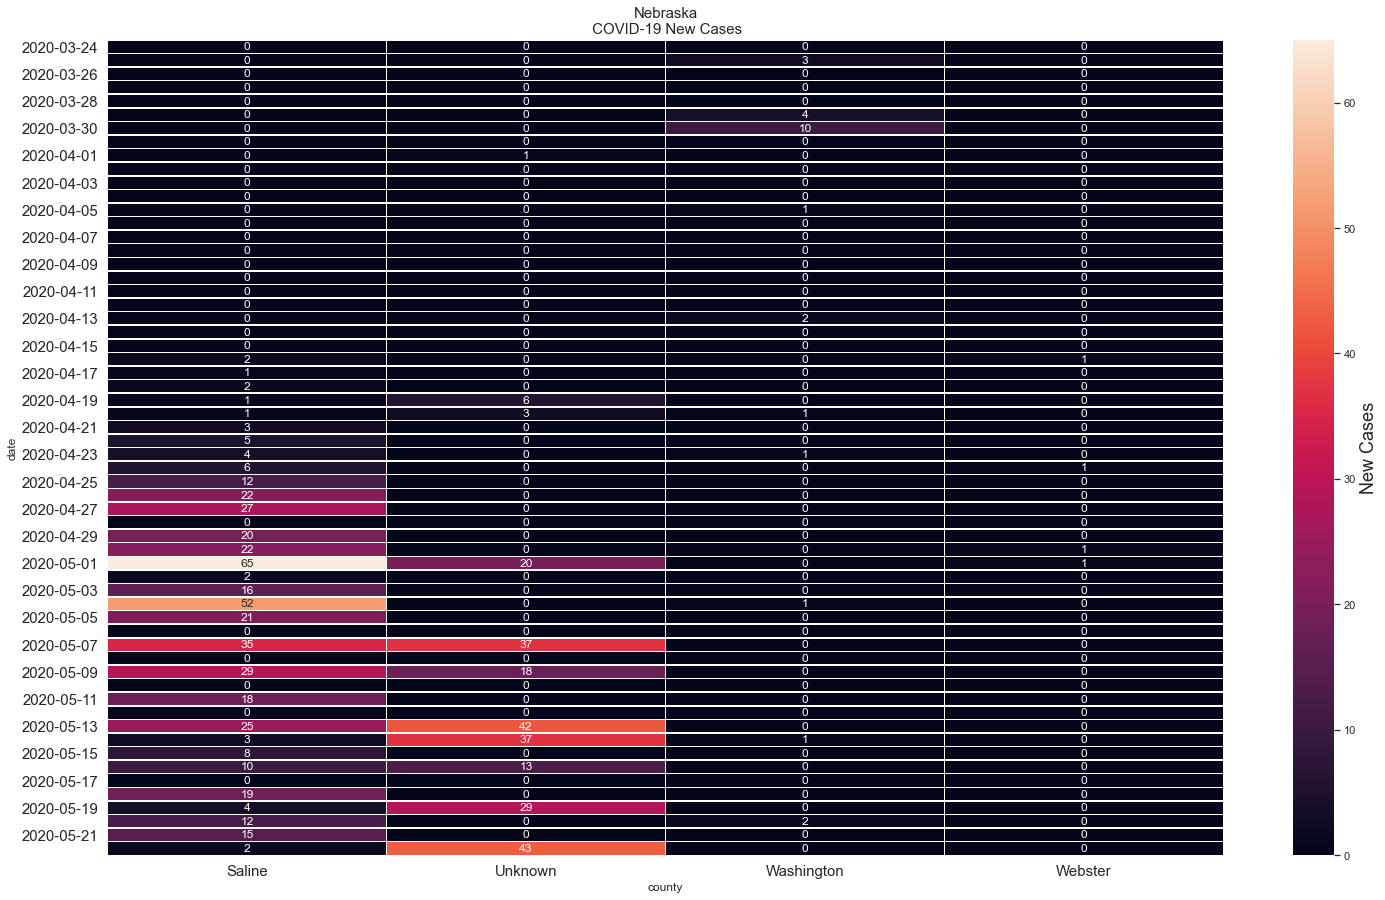 Nebraska
COVID-19 New Cases
2020-03-24 0 0 0 0
0 0 3 0
2020-03-26 0 0 0 0
0 0 0 0
2020-03-28 0 0 0 0
0 0 4 0
2020-03-30 0 0 10 0
0 0 0 0
2020-04-01 0 1 0 0
0 0 0 0
2020-04-03 0 0 0 0
0 0 0 0
2020-04-05 0 0 1 0
0 0 0 0
2020-04-07 0 0 0 0
0 0 0 0
2020-04-09 0 0 0 0
0 0 0 0
2020-04-11 0 0 0 0
0 0 0 0
2020-04-13 0 0 2 0
0 0 0 0
2020-04-15 0 0 0 0
2 0 0 1
2020-04-17 1 0 0 0
2 0 0 0
2020-04-19 1 6 0 0
1 3 1 0
2020-04-21 3 0 0 0
5 0 0 0
2020-04-23 4 0 1 0
6 0 0 1
2020-04-25 12 0 0 0
22 0 0 0
2020-04-27 27 0 0 0
0 0 0 0
2020-04-29 20 0 0 0
22 0 0 1
2020-05-01 65 20 0 1
2 0 0 0
2020-05-03 16 0 0 0
52 0 1 0
2020-05-05 21 0 0 0
0 0 0 0
2020-05-07 35 37 0 0
0 0 0 0
2020-05-09 29 18 0 0
0 0 0 0
2020-05-11 18 0 0 0
0 0 0 0
2020-05-13 25 42 0 0
3 37 1 0
2020-05-15 8 0 0 0
10 13 0 0
2020-05-17 0 0 0 0
19 0 0 0
2020-05-19 4 29 0 0
12 0 2 0
2020-05-21 15 0 0 0
2 43 0 0
Saline Unknown Washington Webster
county
date
60
50
40
30
20
10
0
New Cases